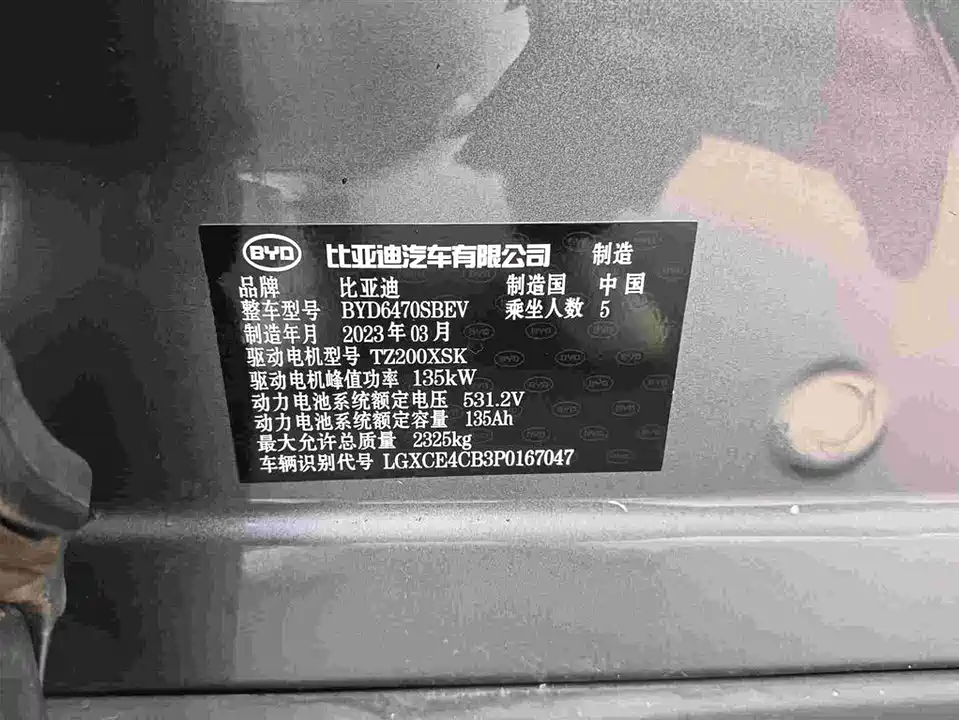 BYD 比亚迪汽车有限公司 制造
品牌 比亚迪 制造国 中国
整车型号 BYD6470SBEV 乘坐人数 5
制造年月 2023年03月
驱动电机型号 TZ200XSK
驱动电机峰值功率 135kW
动力电池系统额定电压 531.2V
动力电池系统额定容量 135Ah
最大允许总质量 2325kg
车辆识别代号 LGXCE4CB3P0167047